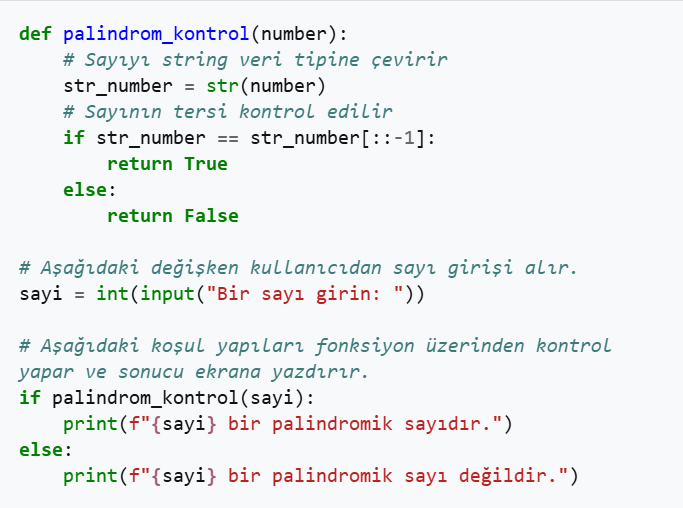 def palindrom_kontrol(number):
    # Sayıyı string veri tipine çevirir
    str_number = str(number)
    # Sayının tersi kontrol edilir
    if str_number == str_number[::-1]:
        return True
    else:
        return False

# Aşağıdaki değişken kullanıcıdan sayı girişi alır.
sayi = int(input("Bir sayı girin: "))

# Aşağıdaki koşul yapıları fonksiyon üzerinden kontrol
yapar ve sonucu ekrana yazdırır.
if palindrom_kontrol(sayi):
    print(f"{sayi} bir palindromik sayıdır.")
else:
    print(f"{sayi} bir palindromik sayı değildir.")